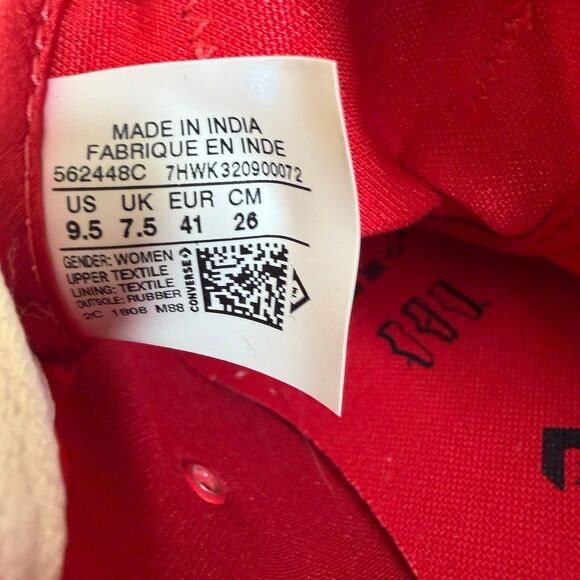 MADE IN INDIA
FABRIQUE EN INDE
562448C 7HWK320900072
US UK EUR CM
9.5 7.5 41 26
GENDER: WOMEN
UPPER: TEXTILE
LINING: TEXTILE
OUTSOLE: RUBBER
2C 1808 MS8
CONVERSE